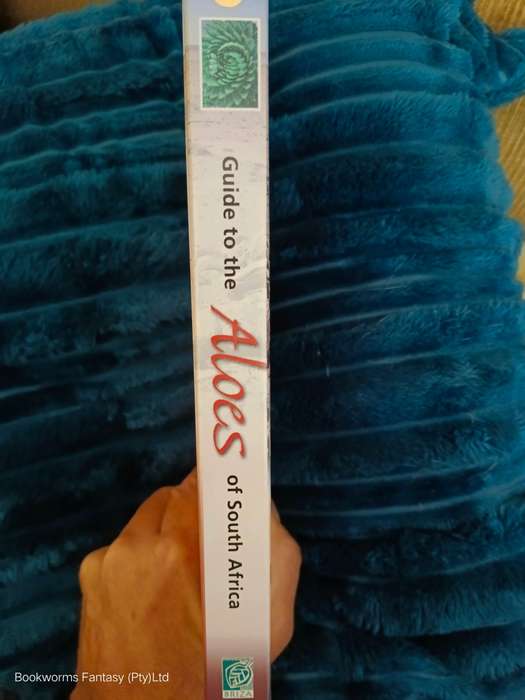 Guide to the Aloes of South Africa
BRIZA
Bookworms Fantasy (Pty)Ltd